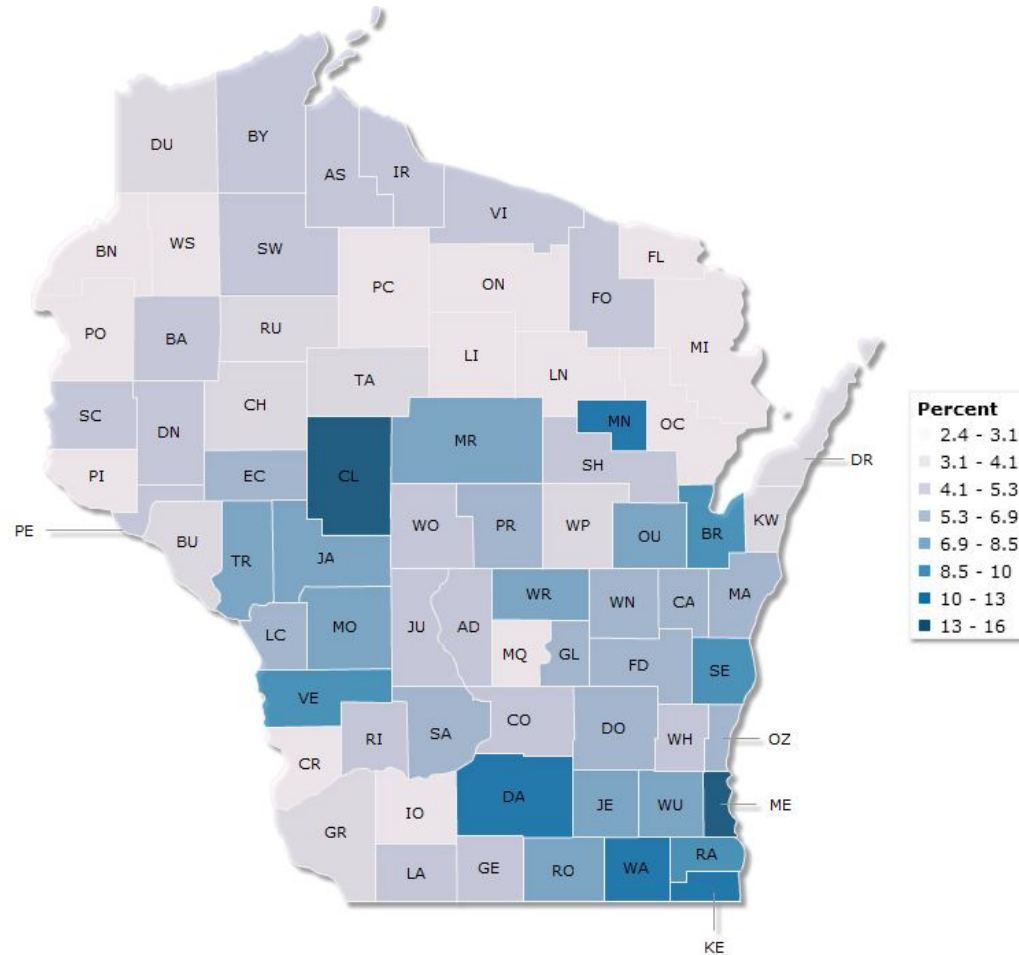 DU
BY
AS
IR
VI
BN
WS
SW
FL
PC
ON
FO
PO
BA
RU
MI
LI
LN
TA
SC
DN
CH
MN
OC
MR
SH
PI
EC
CL
DR
PE
BU
TR
JA
WO
PR
WP
OU
BR
KW
WR
WN
CA
MA
LC
MO
JU
AD
MQ
GL
FD
SE
VE
RI
SA
CO
DO
WH
OZ
CR
GR
IO
DA
JE
WU
ME
LA
GE
RO
WA
RA
KE
Percent
2.4 - 3.1
3.1 - 4.1
4.1 - 5.3
5.3 - 6.9
6.9 - 8.5
8.5 - 10
10 - 13
13 - 16